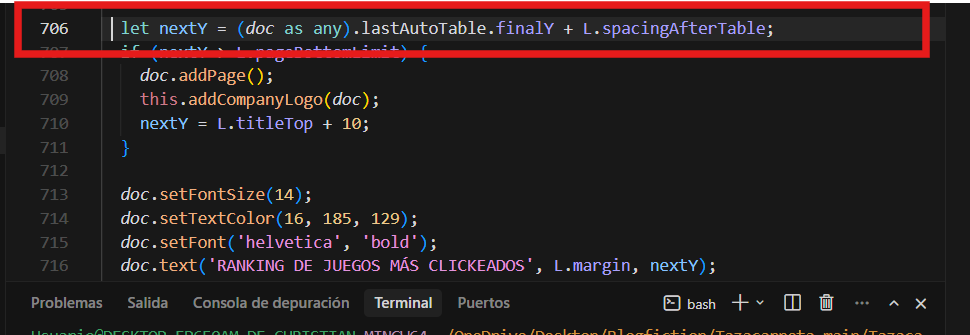 706 let nextY = (doc as any).lastAutoTable.finalY + L.spacingAfterTable;
707 if (nextY > L.pageBottomLimit) {
708 doc.addPage();
709 this.addCompanyLogo(doc);
710 nextY = L.titleTop + 10;
711 }
712
713 doc.setFontSize(14);
714 doc.setTextColor(16, 185, 129);
715 doc.setFont('helvetica', 'bold');
716 doc.text('RANKING DE JUEGOS MÁS CLICKEADOS', L.margin, nextY);
Problemas Salida Consola de depuración Terminal Puertos bash